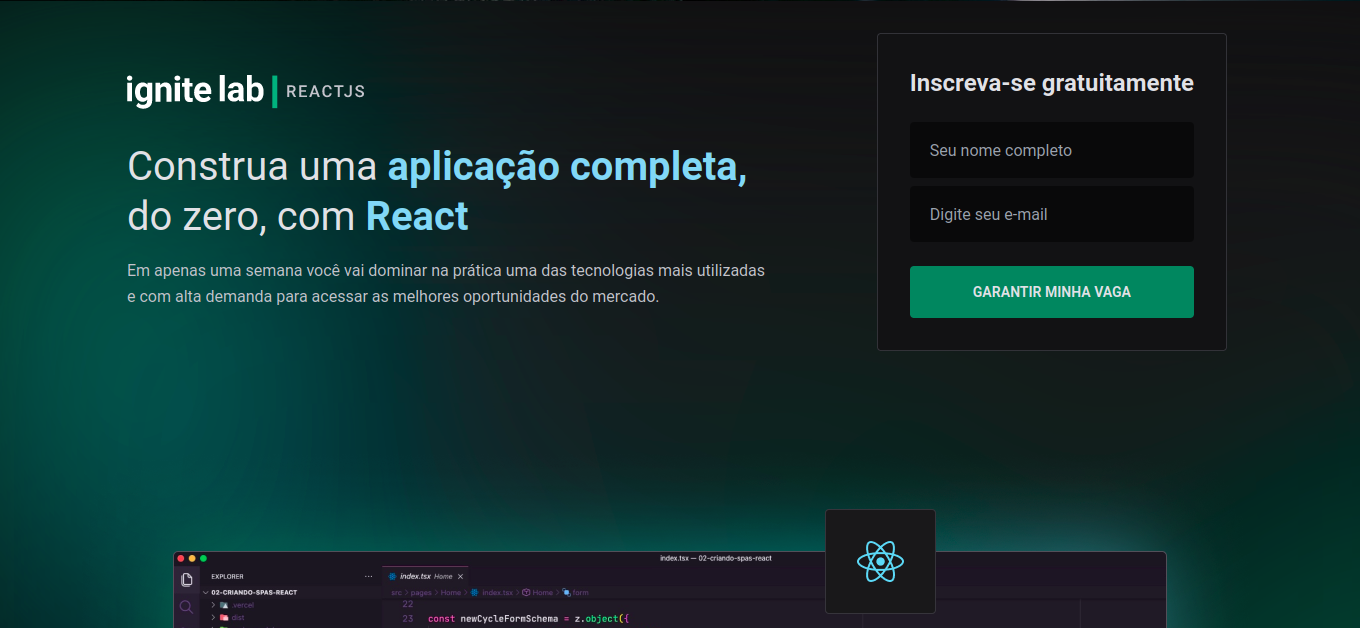 ignite lab | REACTJS
Construa uma aplicação completa,
do zero, com React
Em apenas uma semana você vai dominar na prática uma das tecnologias mais utilizadas
e com alta demanda para acessar as melhores oportunidades do mercado.
Inscreva-se gratuitamente
Seu nome completo
Digite seu e-mail
GARANTIR MINHA VAGA
index.tsx — 02-criando-spas-react
EXPLORER
02-CRIANDO-SPAS-REACT
.vercel
dist
index.tsx Home
src > pages > Home > index.tsx > Home > form
22
23 const newCycleFormSchema = z.object({